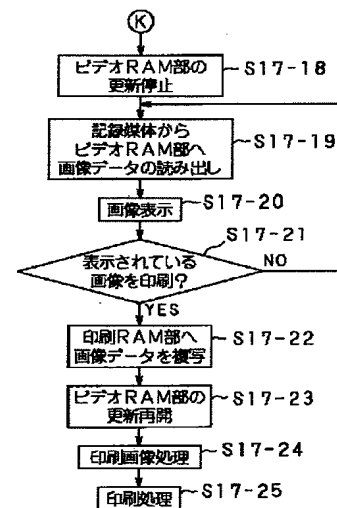 K
ビデオRAM部の
更新停止
S17-18
記録媒体から
ビデオRAM部へ
画像データの読み出し
S17-19
画像表示
S17-20
S17-21
表示されている
画像を印刷?
NO
YES
印刷RAM部へ
画像データを複写
S17-22
ビデオRAM部の
更新再開
S17-23
印刷画像処理
S17-24
印刷処理
S17-25